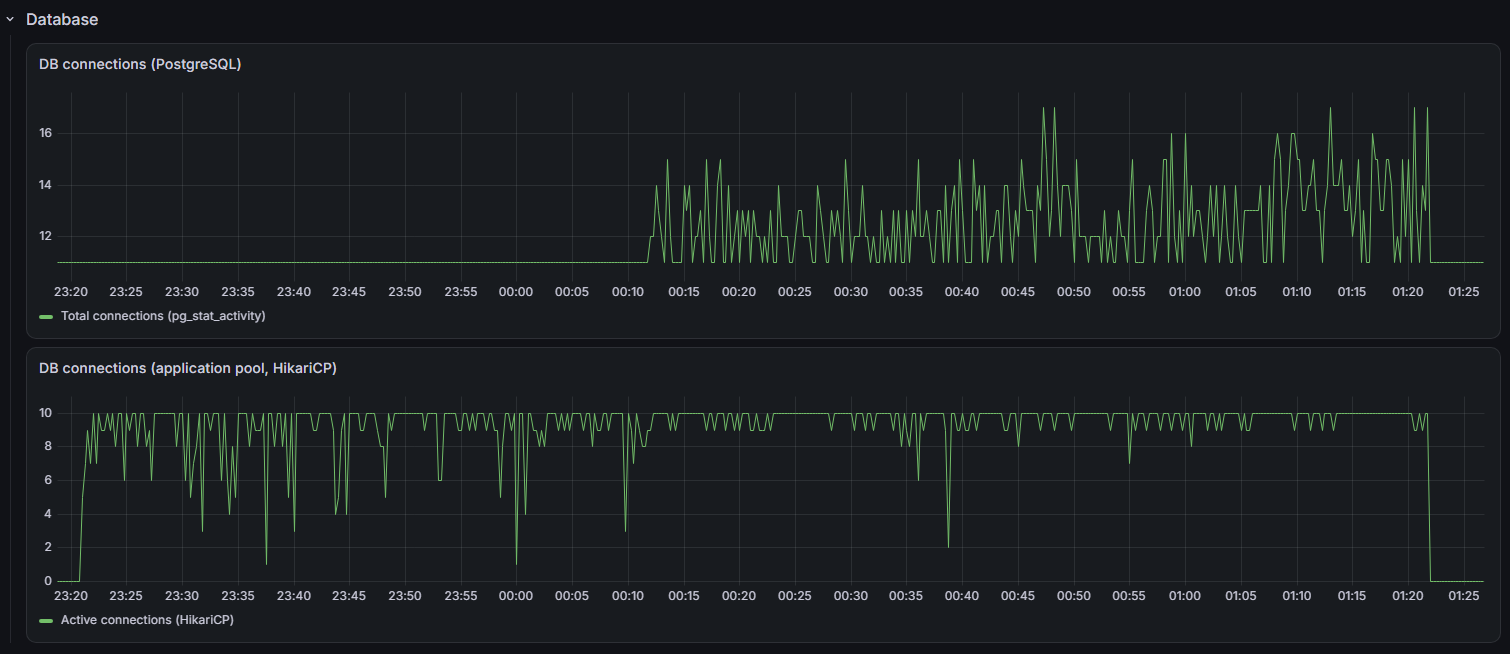 Database
DB connections (PostgreSQL)
16
14
12
23:20 23:25 23:30 23:35 23:40 23:45 23:50 23:55 00:00 00:05 00:10 00:15 00:20 00:25 00:30 00:35 00:40 00:45 00:50 00:55 01:00 01:05 01:10 01:15 01:20 01:25
Total connections (pg_stat_activity)
DB connections (application pool, HikariCP)
10
8
6
4
2
0
23:20 23:25 23:30 23:35 23:40 23:45 23:50 23:55 00:00 00:05 00:10 00:15 00:20 00:25 00:30 00:35 00:40 00:45 00:50 00:55 01:00 01:05 01:10 01:15 01:20 01:25
Active connections (HikariCP)